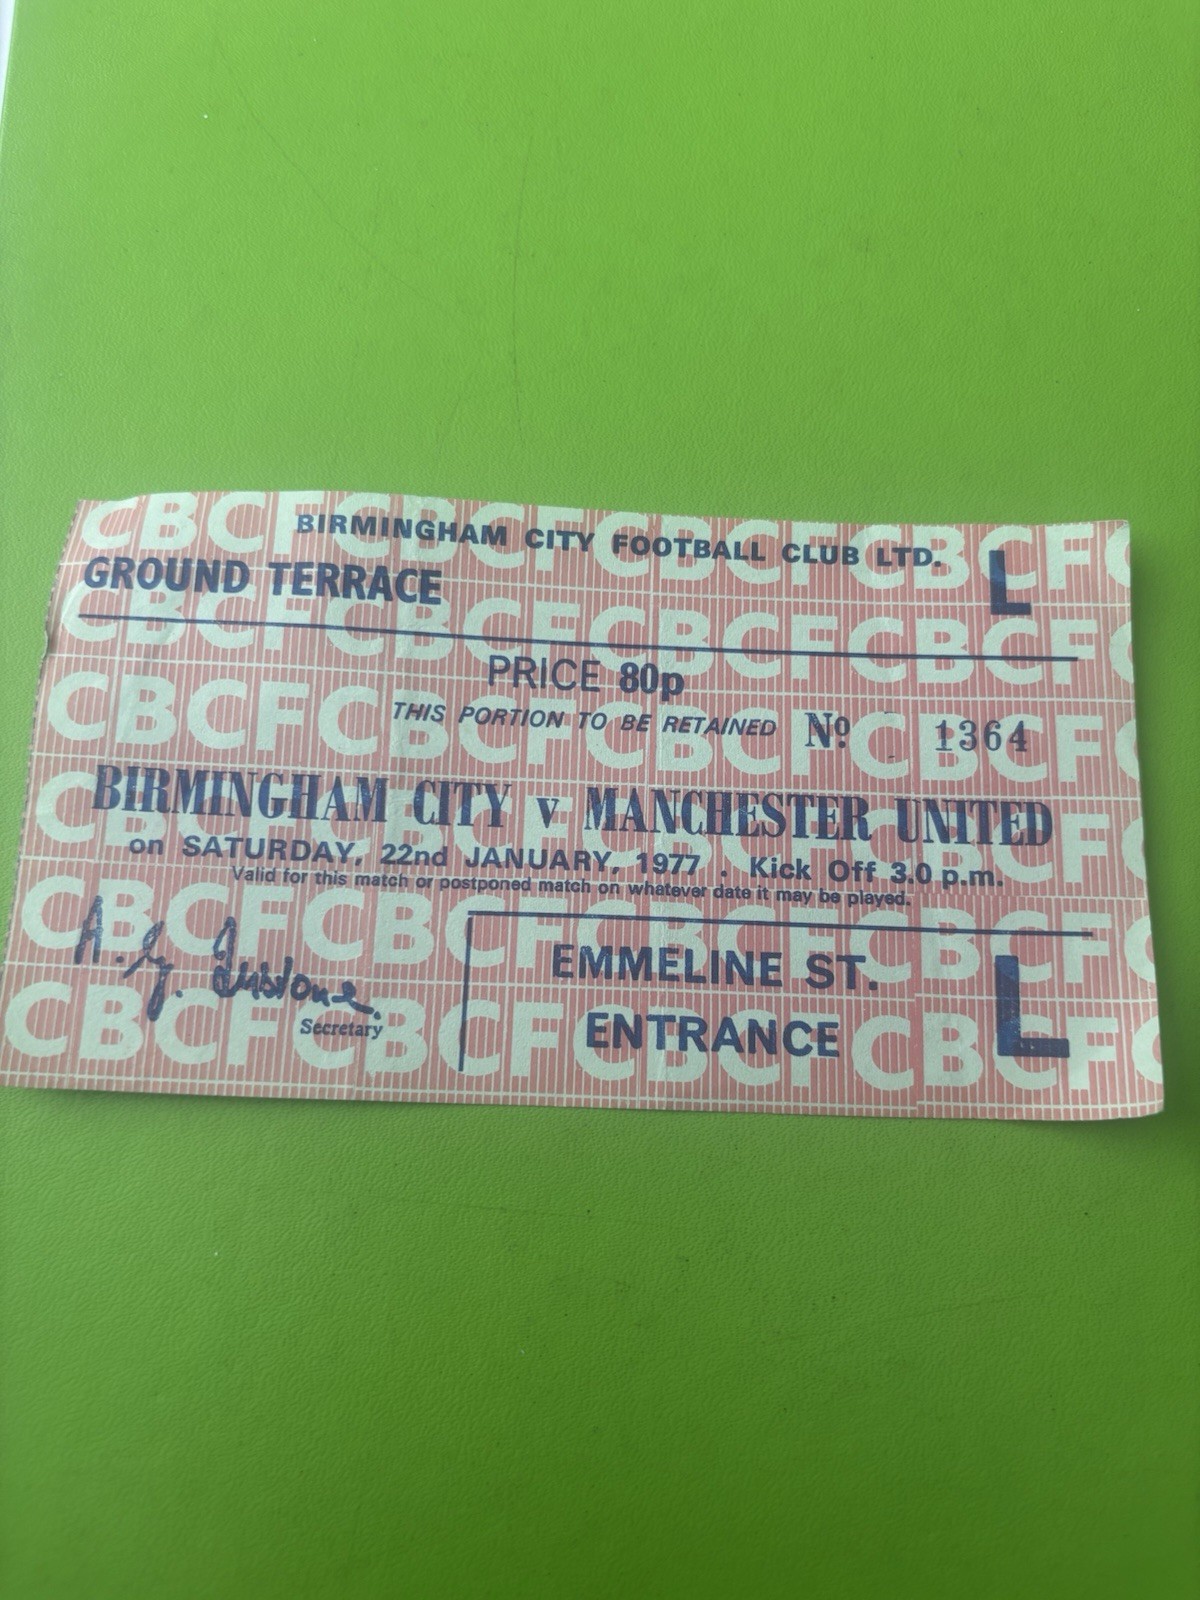 BIRMINGHAM CITY FOOTBALL CLUB LTD.
GROUND TERRACE L
PRICE 80p
THIS PORTION TO BE RETAINED Nº 1364
BIRMINGHAM CITY v MANCHESTER UNITED
on SATURDAY, 22nd JANUARY, 1977 . Kick Off 3.0 p.m.
Valid for this match or postponed match on whatever date it may be played.
A. G.
Secretary
EMMELINE ST.
ENTRANCE
L